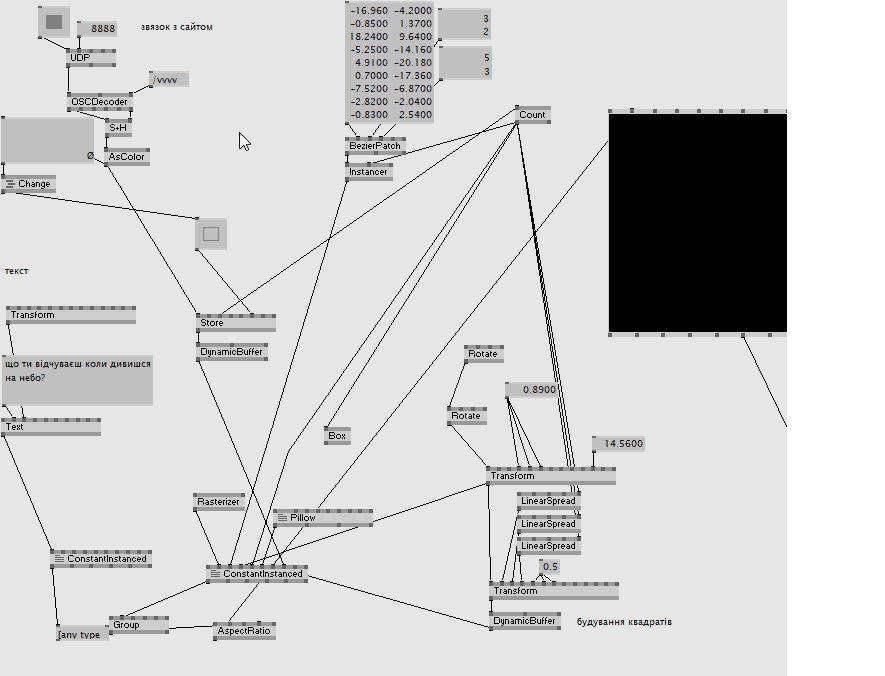 8888
звязок з сайтом
UDP
/vvvv
OSCDecoder
S+H
Ø
AsColor
Change
-16.960 -4.2000
-0.8500 1.3700
18.2400 9.6400
-5.2500 -14.160
4.9100 -20.180
0.7000 -17.360
-7.5200 -6.8700
-2.8200 -2.0400
-0.8300 2.5400
3
2
5
3
BezierPatch
Instancer
Count
текст
Transform
Store
DynamicBuffer
що ти відчуваєш коли дивишся
на небо?
Text
Rotate
0.8900
Rotate
Box
14.5600
Transform
Rasterizer
LinearSpread
LinearSpread
LinearSpread
Pillow
ConstantInstanced
ConstantInstanced
0.5
Transform
DynamicBuffer
будування квадратів
Group
[any type
AspectRatio